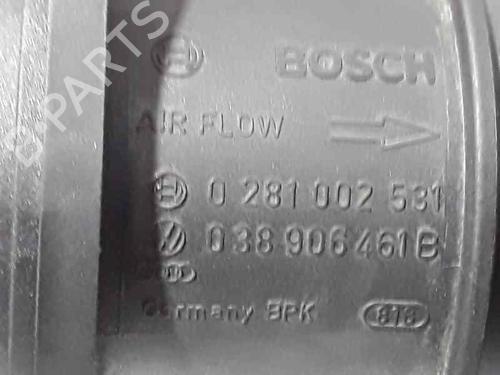 B-PARTS
BOSCH
AIR FLOW
0 281 002 531
038 906 461 B
Germany BPK 818